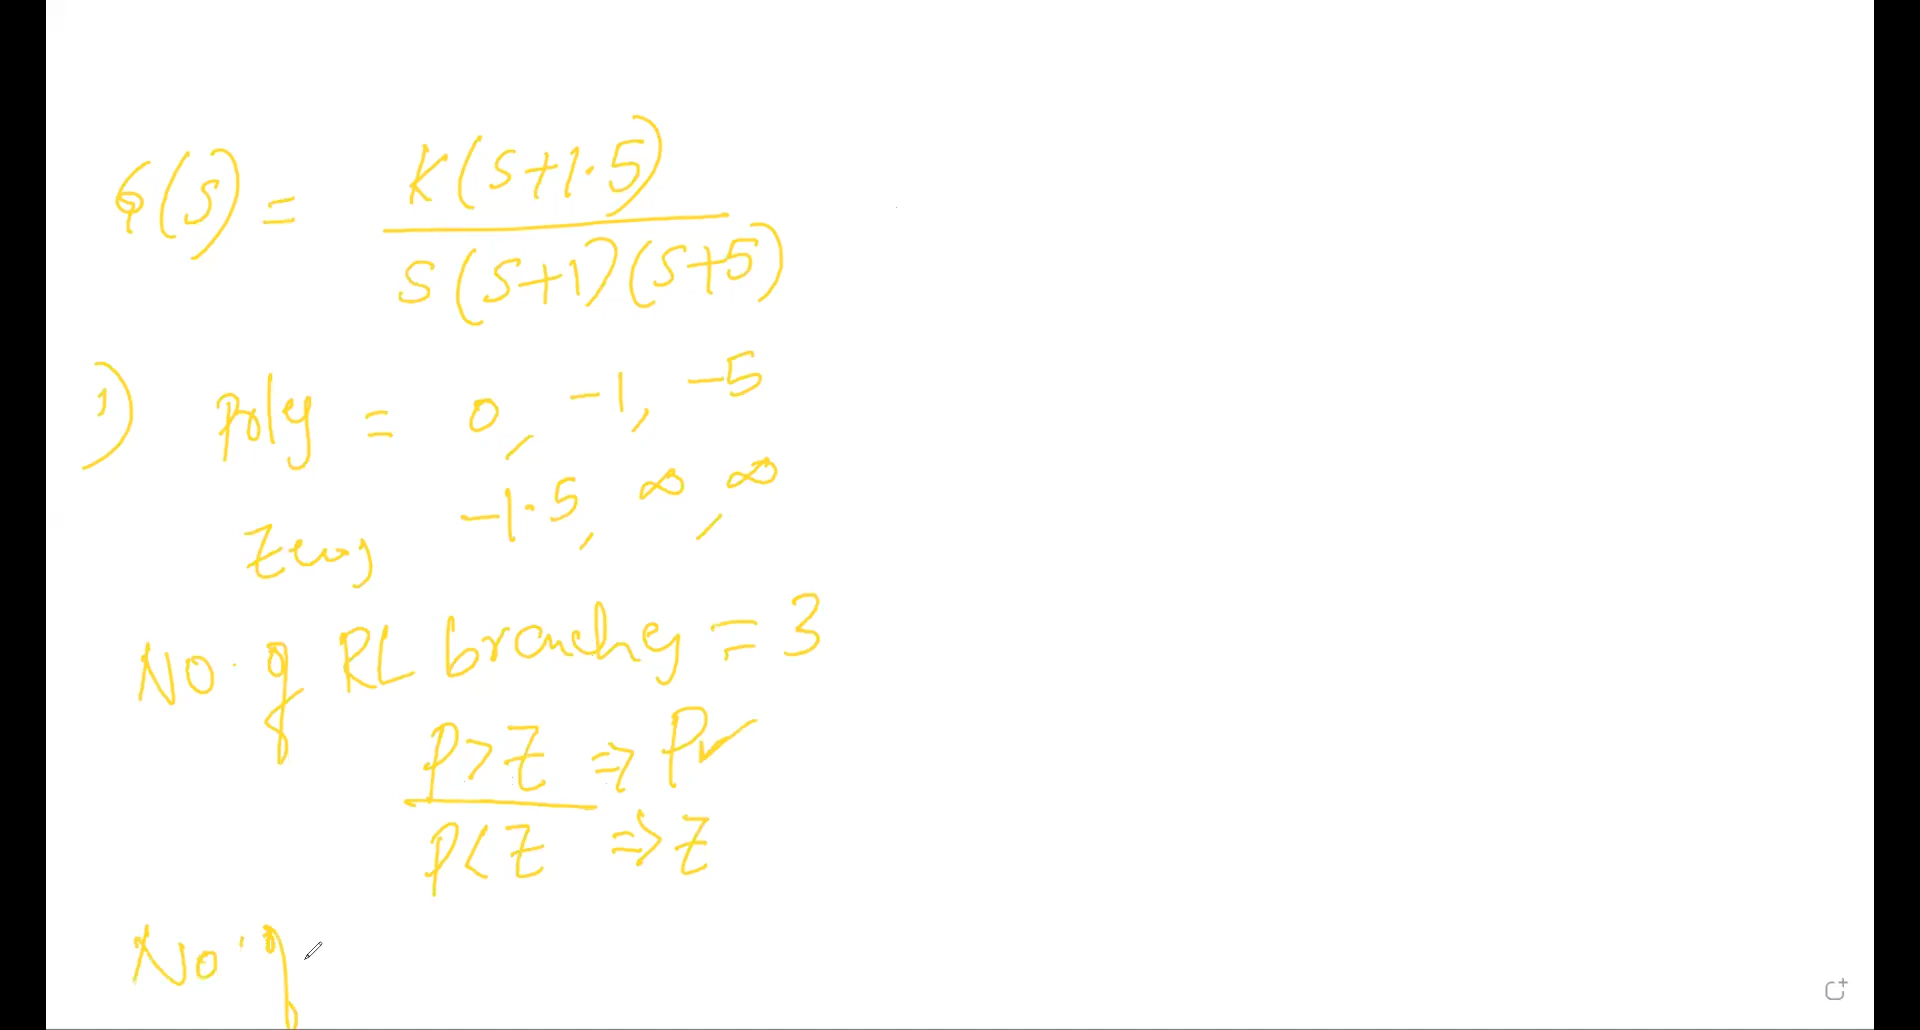 G(s) = K(s+1.5)
s(s+1)(s+5)
1) Poles = 0, -1, -5
Zeros -1.5, ∞, ∞
No. of RL branches = 3
P>Z ⇒ P✓
P<Z ⇒ Z
No. of